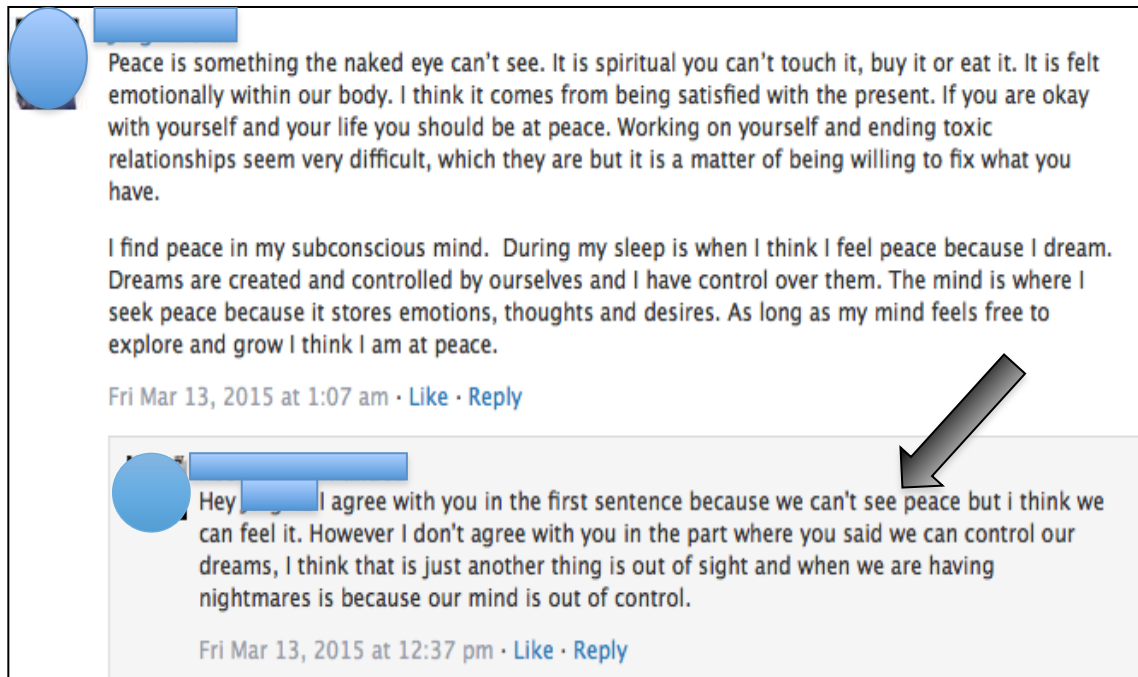 Peace is something the naked eye can't see. It is spiritual you can't touch it, buy it or eat it. It is felt
emotionally within our body. I think it comes from being satisfied with the present. If you are okay
with yourself and your life you should be at peace. Working on yourself and ending toxic
relationships seem very difficult, which they are but it is a matter of being willing to fix what you
have.
I find peace in my subconscious mind.  During my sleep is when I think I feel peace because I dream.
Dreams are created and controlled by ourselves and I have control over them. The mind is where I
seek peace because it stores emotions, thoughts and desires. As long as my mind feels free to
explore and grow I think I am at peace.
Fri Mar 13, 2015 at 1:07 am · Like · Reply
Hey I agree with you in the first sentence because we can't see peace but i think we
can feel it. However I don't agree with you in the part where you said we can control our
dreams, I think that is just another thing is out of sight and when we are having
nightmares is because our mind is out of control.
Fri Mar 13, 2015 at 12:37 pm · Like · Reply